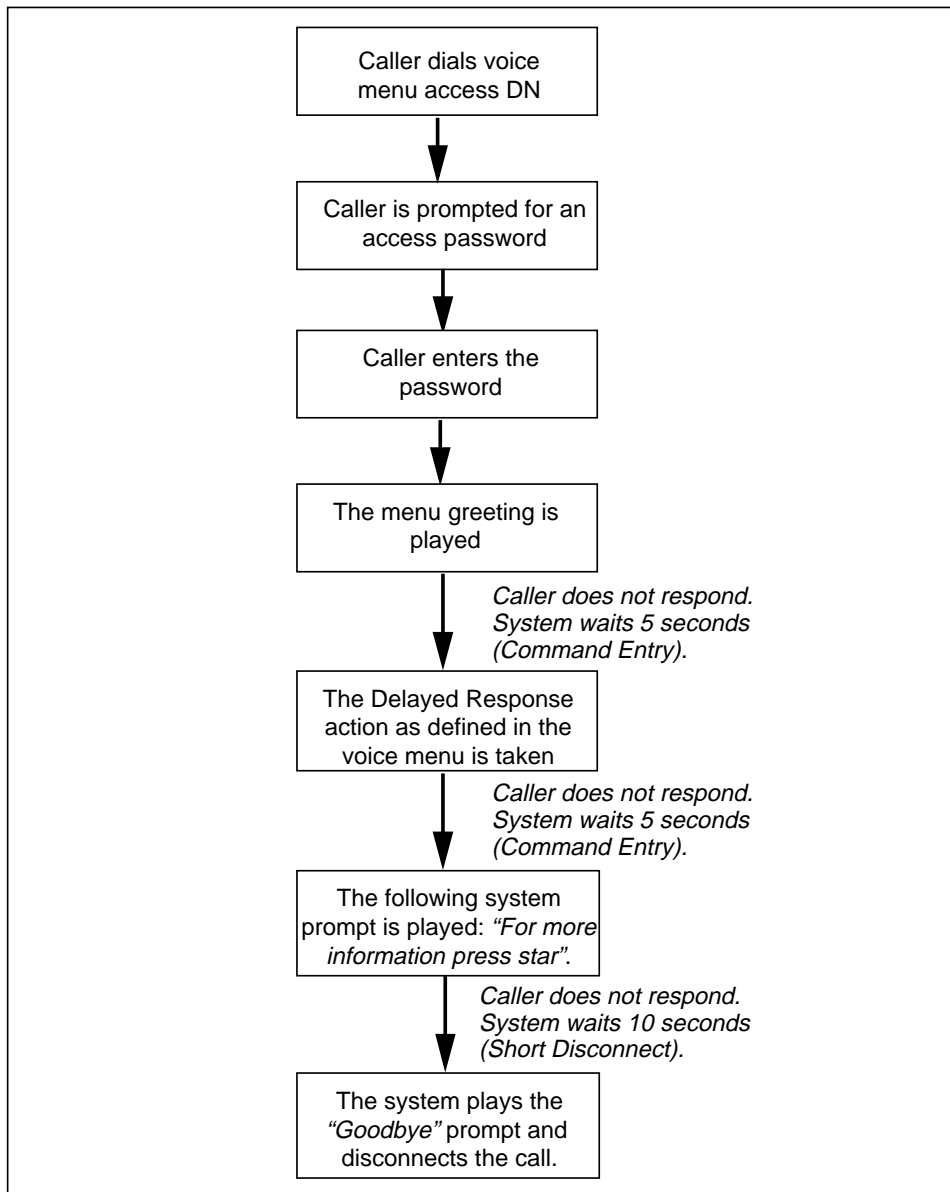 Caller dials voice
menu access DN
Caller is prompted for an
access password
Caller enters the
password
The menu greeting is
played
Caller does not respond.
System waits 5 seconds
(Command Entry).
The Delayed Response
action as defined in the
voice menu is taken
Caller does not respond.
System waits 5 seconds
(Command Entry).
The following system
prompt is played: “For more
information press star”.
Caller does not respond.
System waits 10 seconds
(Short Disconnect).
The system plays the
“Goodbye” prompt and
disconnects the call.